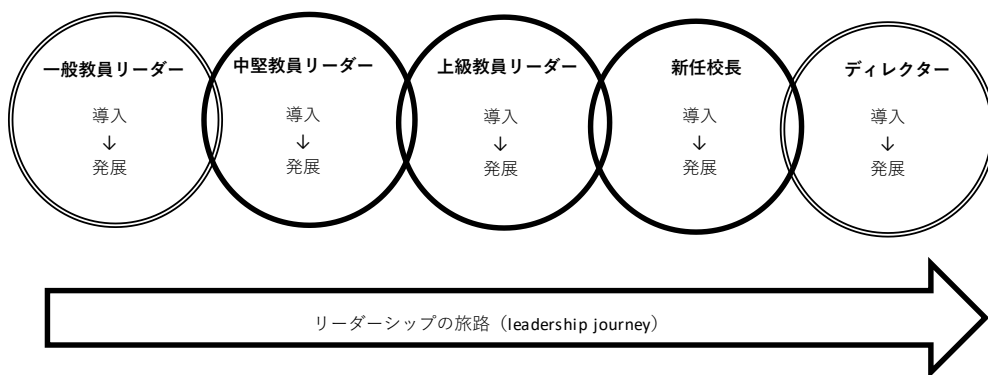 一般教員リーダー
導入
↓
発展
中堅教員リーダー
導入
↓
発展
上級教員リーダー
導入
↓
発展
新任校長
導入
↓
発展
ディレクター
導入
↓
発展
リーダーシップの旅路（leadership journey）